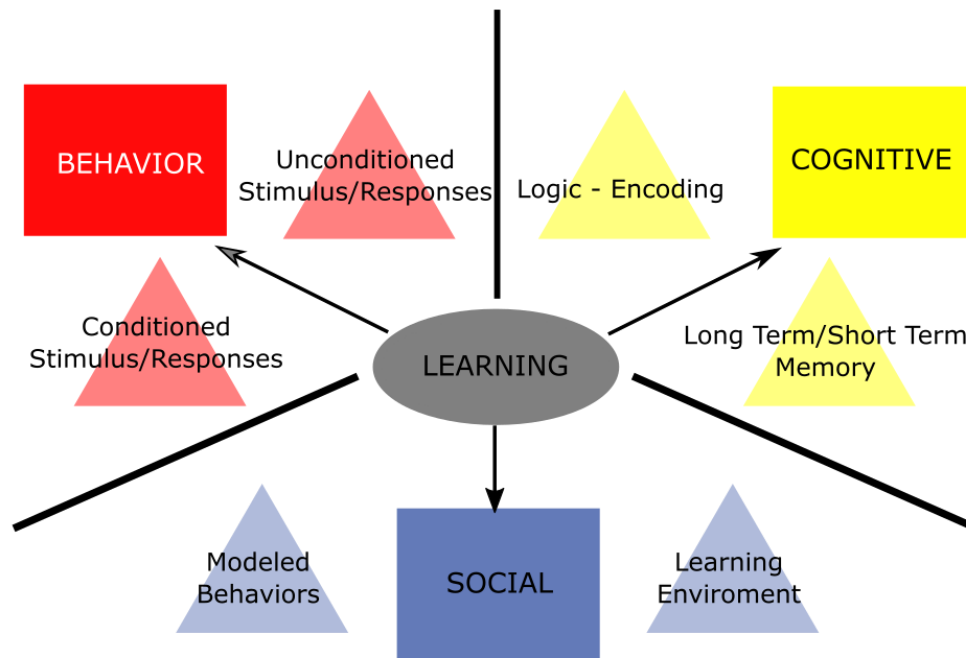 BEHAVIOR
Unconditioned
Stimulus/Responses
Logic - Encoding
COGNITIVE
Conditioned
Stimulus/Responses
LEARNING
Long Term/Short Term
Memory
Modeled
Behaviors
SOCIAL
Learning
Enviroment